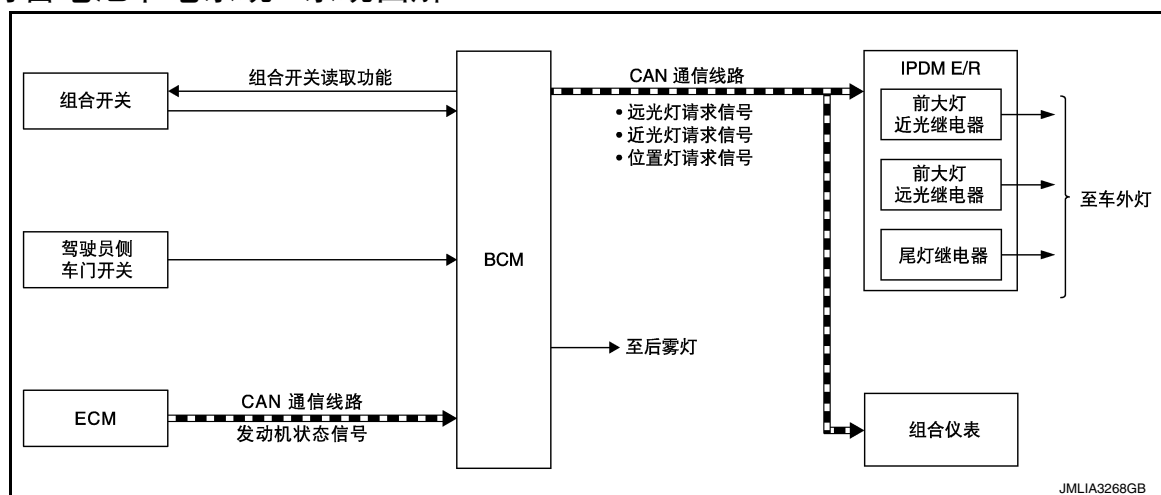 组合开关读取功能
组合开关
驾驶员侧
车门开关
ECM
CAN 通信线路
发动机状态信号
BCM
CAN 通信线路
• 远光灯请求信号
• 近光灯请求信号
• 位置灯请求信号
至后雾灯
IPDM E/R
前大灯
近光继电器
前大灯
远光继电器
尾灯继电器
至车外灯
组合仪表
JMLIA3268GB